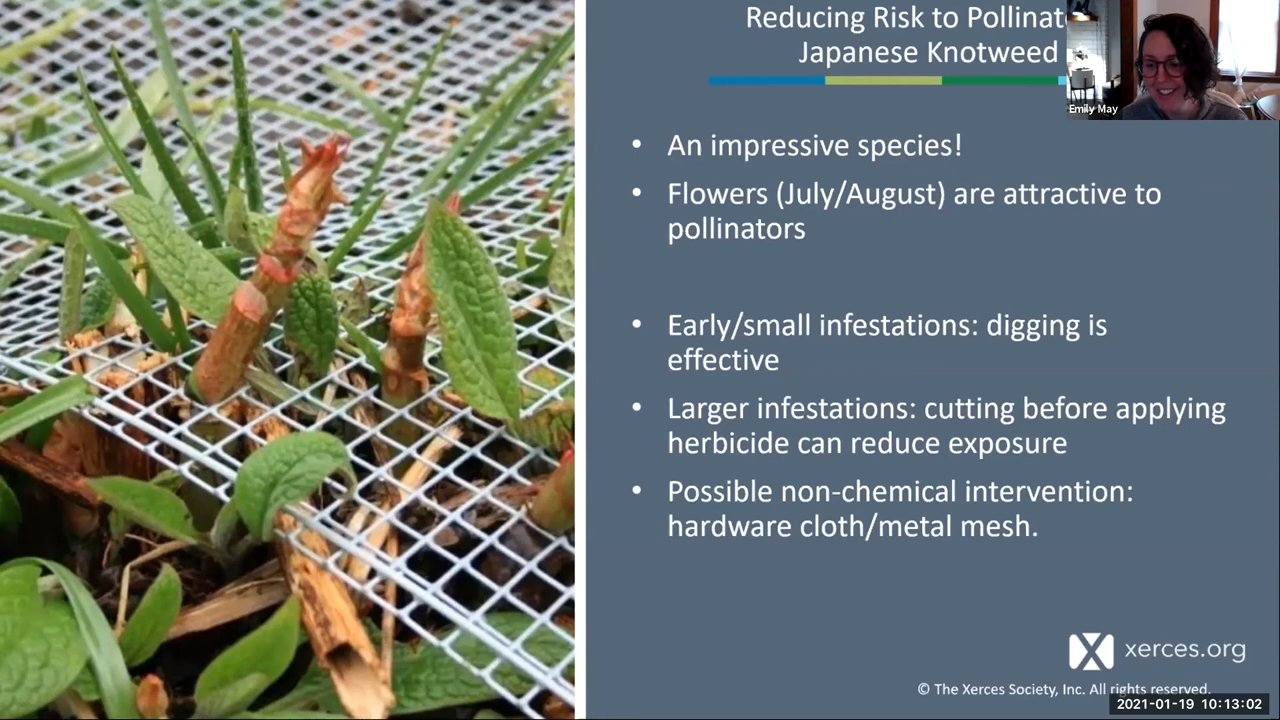 Reducing Risk to
Japanese Knotweed
Emily May
• An impressive species!
• Flowers (July/August) are attractive to
pollinators
• Early/small infestations: digging is
effective
• Larger infestations: cutting before applying
herbicide can reduce exposure
• Possible non-chemical intervention:
hardware cloth/metal mesh.
xerces.org
© The Xerces Society, Inc. All rights reserved.
2021-01-19 10:13:02